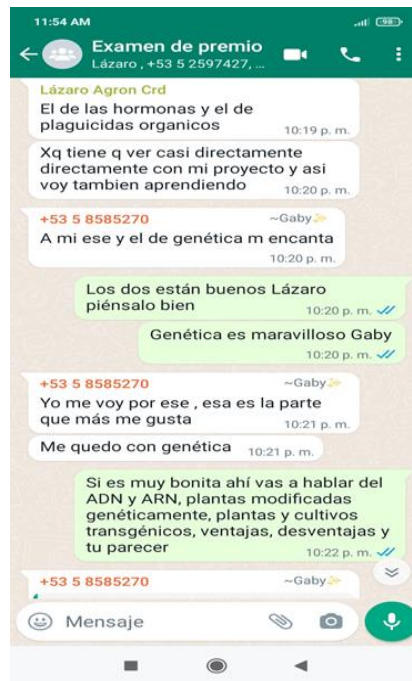 11:54 AM
98
Examen de premio
Lázaro , +53 5 2597427, ...
Lázaro Agron Crd
El de las hormonas y el de
plaguicidas organicos
10:19 p. m.
Xq tiene q ver casi directamente
directamente con mi proyecto y asi
voy tambien aprendiendo
10:20 p. m.
+53 5 8585270 ~Gaby✨
A mi ese y el de genética m encanta
10:20 p. m.
Los dos están buenos Lázaro
piénsalo bien
10:20 p. m.
Genética es maravilloso Gaby
10:20 p. m.
+53 5 8585270 ~Gaby✨
Yo me voy por ese , esa es la parte
que más me gusta
10:21 p. m.
Me quedo con genética
10:21 p. m.
Si es muy bonita ahí vas a hablar del
ADN y ARN, plantas modificadas
genéticamente, plantas y cultivos
transgénicos, ventajas, desventajas y
tu parecer
10:22 p. m.
+53 5 8585270 ~Gaby✨
Mensaje